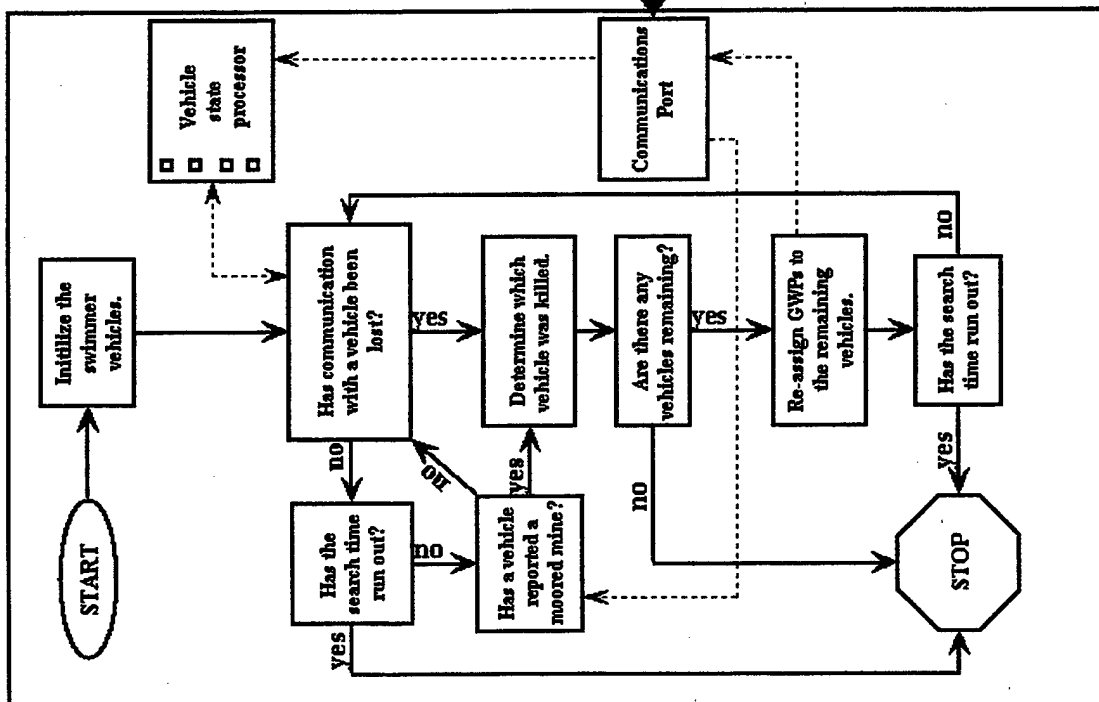 START
Initilize the
swimmer
vehicles.
Vehicle
state
processor
Has communication
with a vehicle been
lost?
no
yes
Has the
search time
run out?
yes
no
Has a vehicle
reported a
moored mine?
no
yes
Determine which
vehicle was killed.
Are there any
vehicles remaining?
no
yes
Communications
Port
Re-assign GWPs to
the remaining
vehicles.
Has the search
time run out?
yes
no
STOP